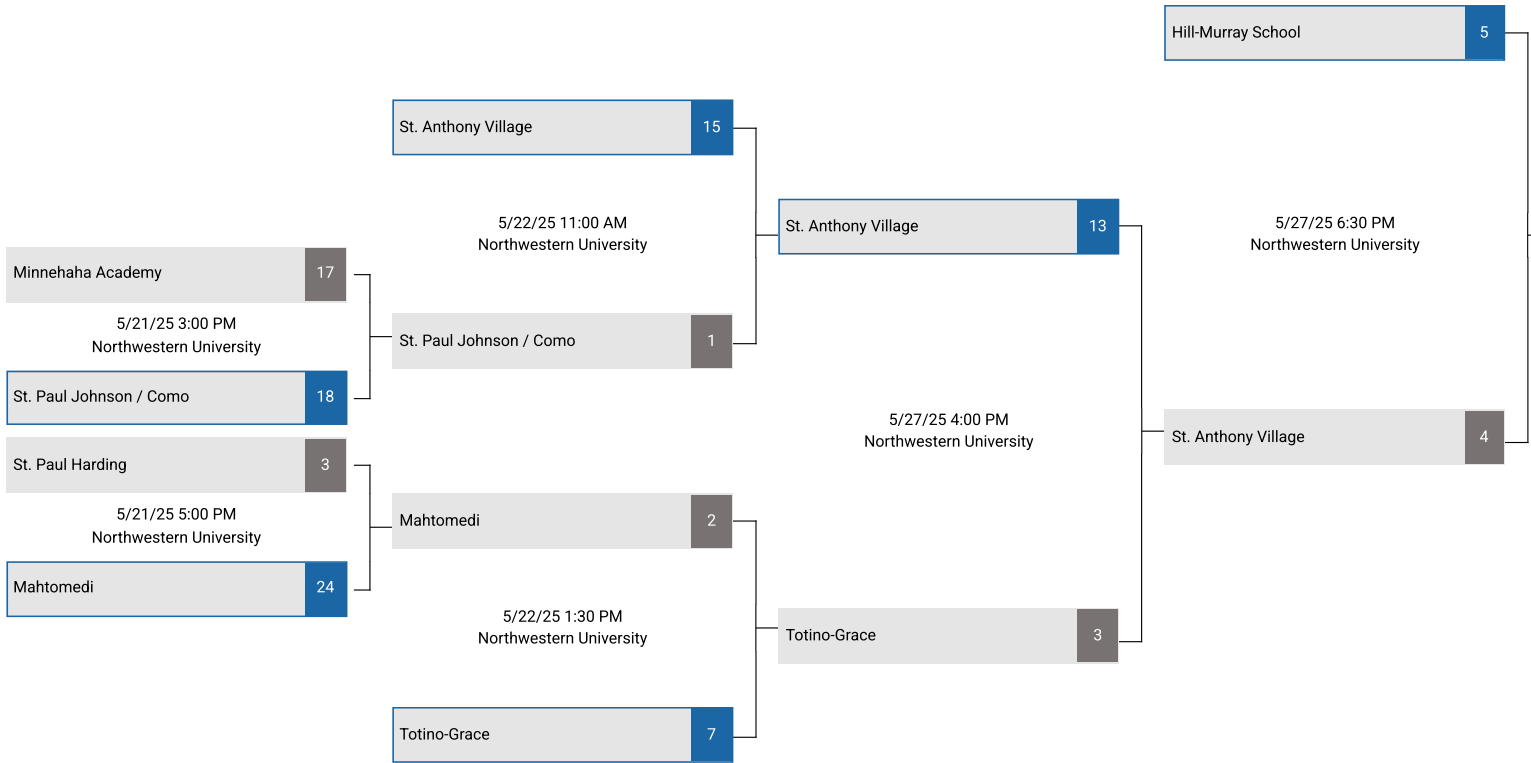 Minnehaha Academy 17
5/21/25 3:00 PM
Northwestern University
St. Paul Johnson / Como 18
St. Paul Harding 3
5/21/25 5:00 PM
Northwestern University
Mahtomedi 24
St. Anthony Village 15
5/22/25 11:00 AM
Northwestern University
St. Paul Johnson / Como 1
Mahtomedi 2
5/22/25 1:30 PM
Northwestern University
Totino-Grace 7
St. Anthony Village 13
5/27/25 4:00 PM
Northwestern University
Totino-Grace 3
Hill-Murray School 5
5/27/25 6:30 PM
Northwestern University
St. Anthony Village 4